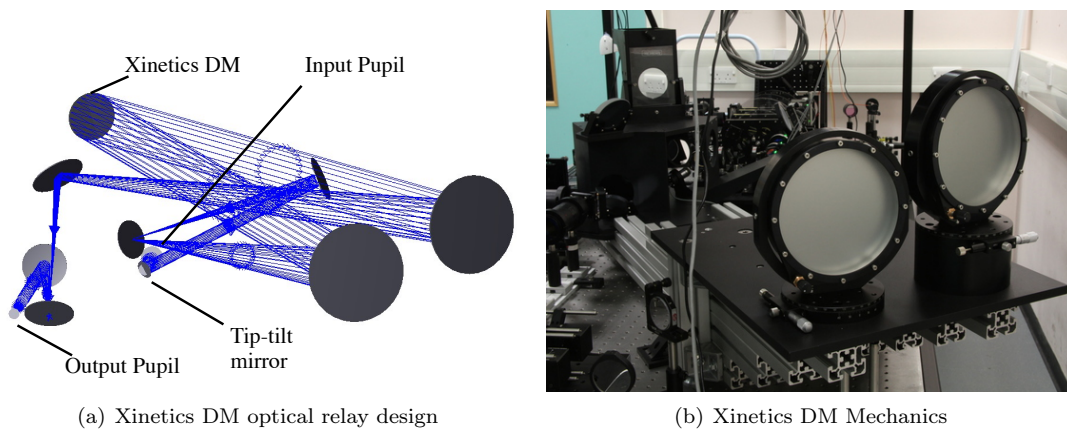 Xinetics DM
Input Pupil
Tip-tilt
mirror
Output Pupil
(a) Xinetics DM optical relay design
(b) Xinetics DM Mechanics